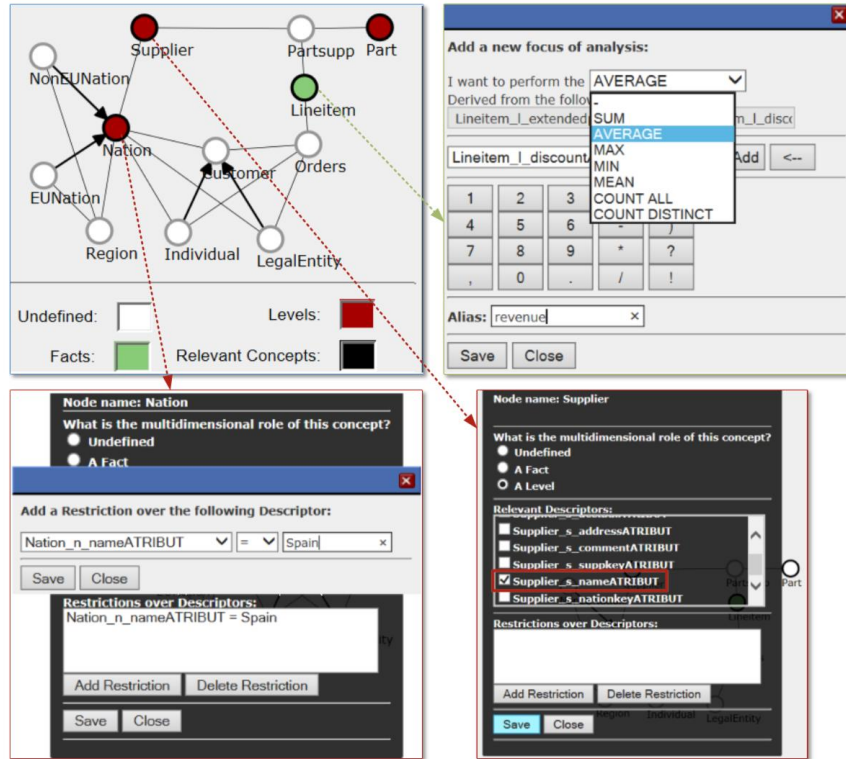 Supplier
Partsupp
Part
NonEUNation
Lineitem
Nation
Customer
Orders
EUNation
Region
Individual
LegalEntity
Undefined:
Levels:
Facts:
Relevant Concepts:
Add a new focus of analysis:
I want to perform the AVERAGE
Derived from the follow
-
SUM
AVERAGE
MAX
MIN
MEAN
COUNT ALL
COUNT DISTINCT
Lineitem_l_extended
m_l_disc
Lineitem_l_discount
Add <--
1 2 3
4 5 6 - )
7 8 9 * ?
, 0 . / !
Alias: revenue ×
Save Close
Node name: Nation
What is the multidimensional role of this concept?
Undefined
A Fact
Add a Restriction over the following Descriptor:
Nation_n_nameATRIBUT = Spain ×
Save Close
Restrictions over Descriptors:
Nation_n_nameATRIBUT = Spain
Add Restriction Delete Restriction
Save Close
Node name: Supplier
What is the multidimensional role of this concept?
Undefined
A Fact
A Level
Relevant Descriptors:
Supplier_s_addressATRIBUT
Supplier_s_commentATRIBUT
Supplier_s_suppkeyATRIBUT
Supplier_s_nameATRIBUT
Supplier_s_nationkeyATRIBUT
Part
Lineitem
Restrictions over Descriptors:
Add Restriction Delete Restriction
Save Close
Region Individual LegalEntity